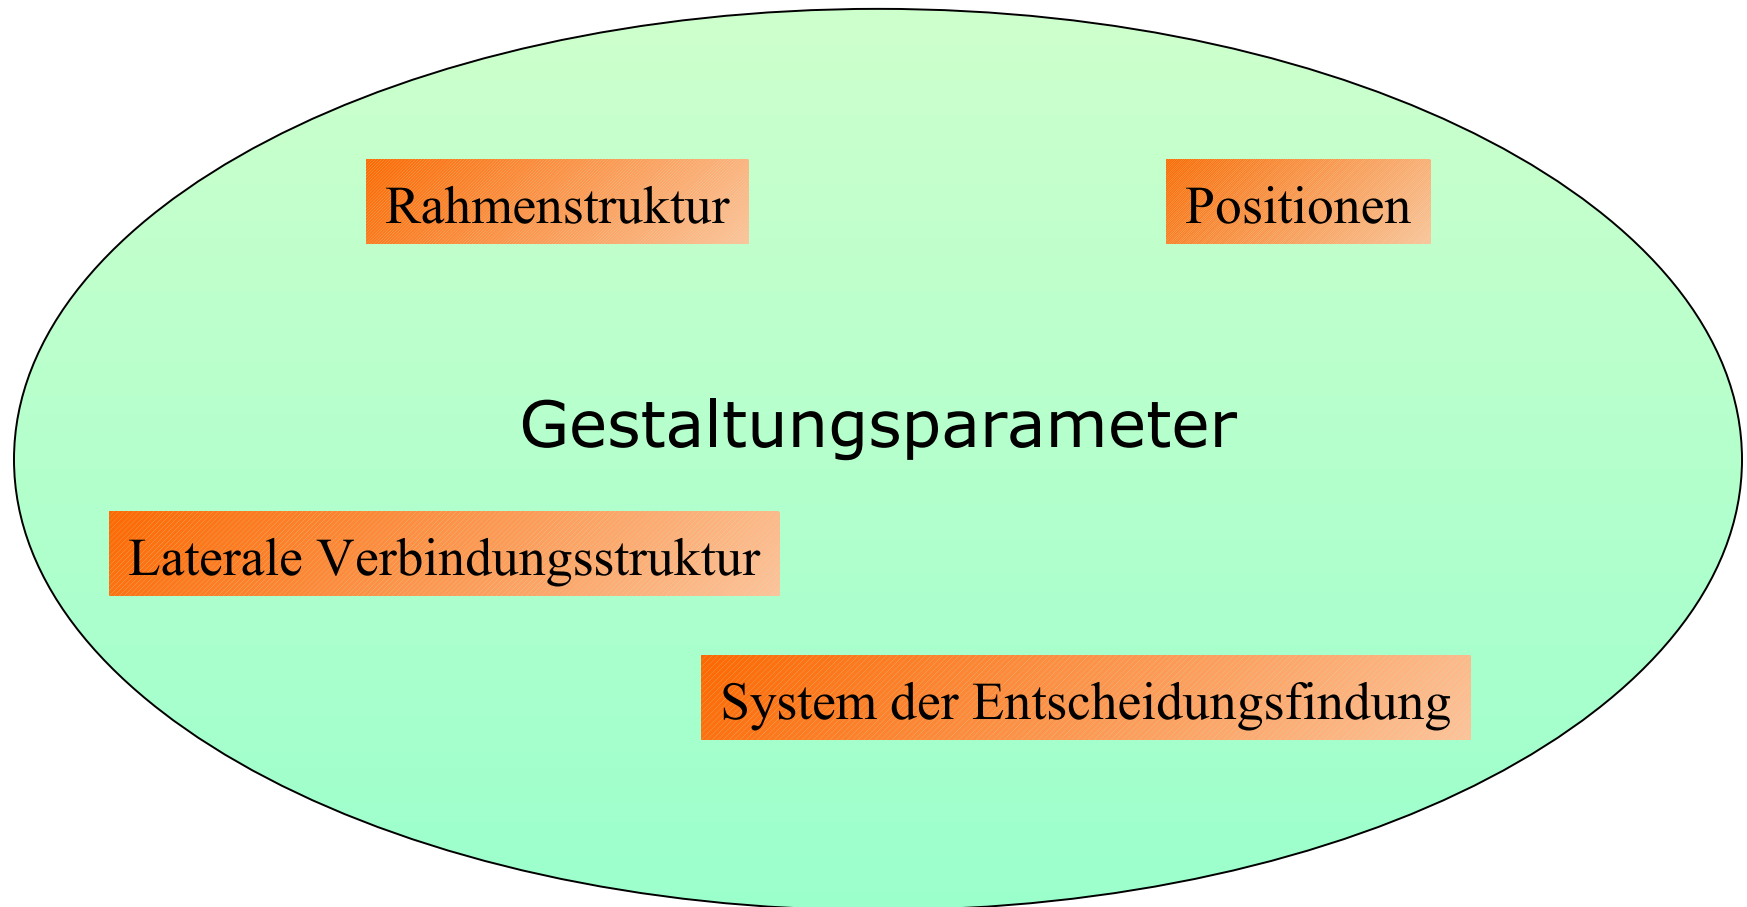 Rahmenstruktur
Positionen
Gestaltungsparameter
Laterale Verbindungsstruktur
System der Entscheidungsfindung